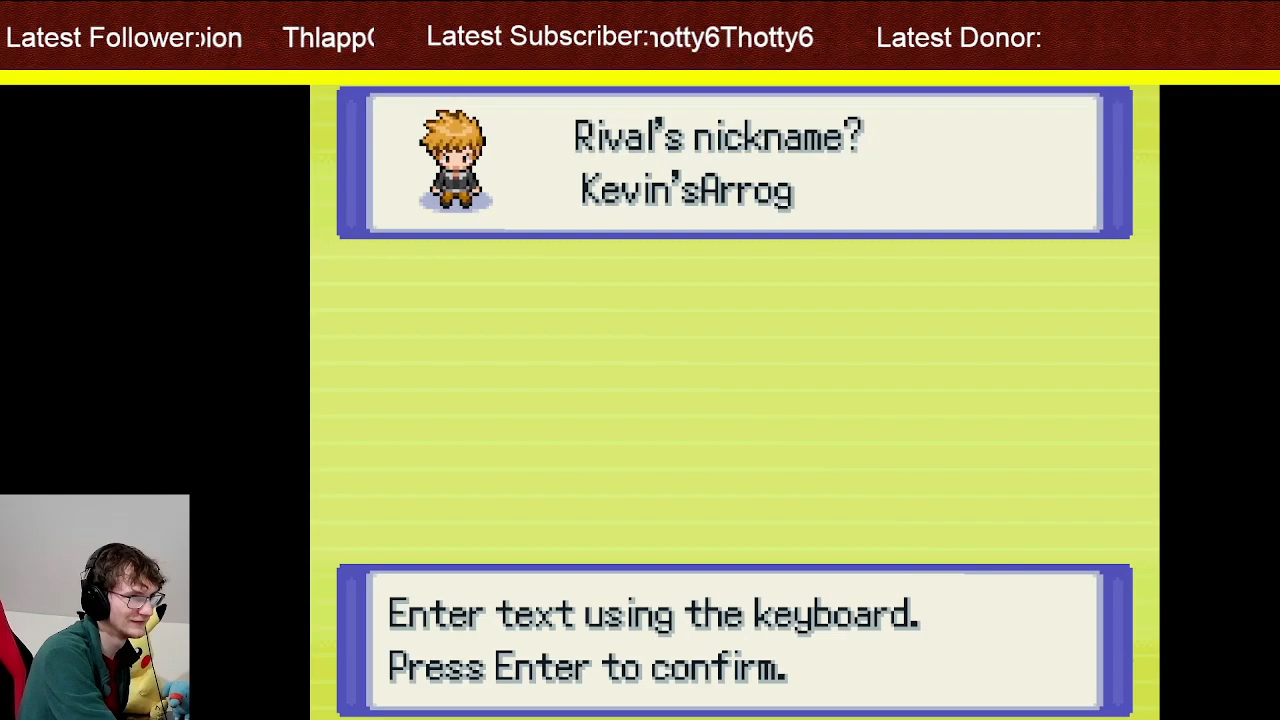 Latest Follower:
Latest Subscriber:
Thotty6
Latest Donor:
Rival's nickname?
Kevin'sArrog
Enter text using the keyboard.
Press Enter to confirm.